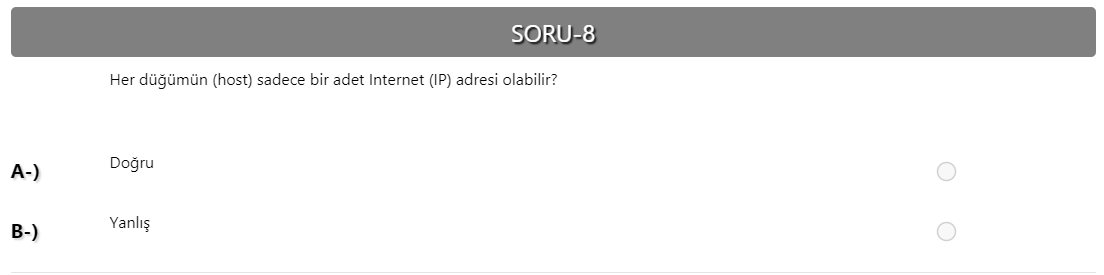 SORU-8
Her düğümün (host) sadece bir adet Internet (IP) adresi olabilir?
A-) Doğru
B-) Yanlış